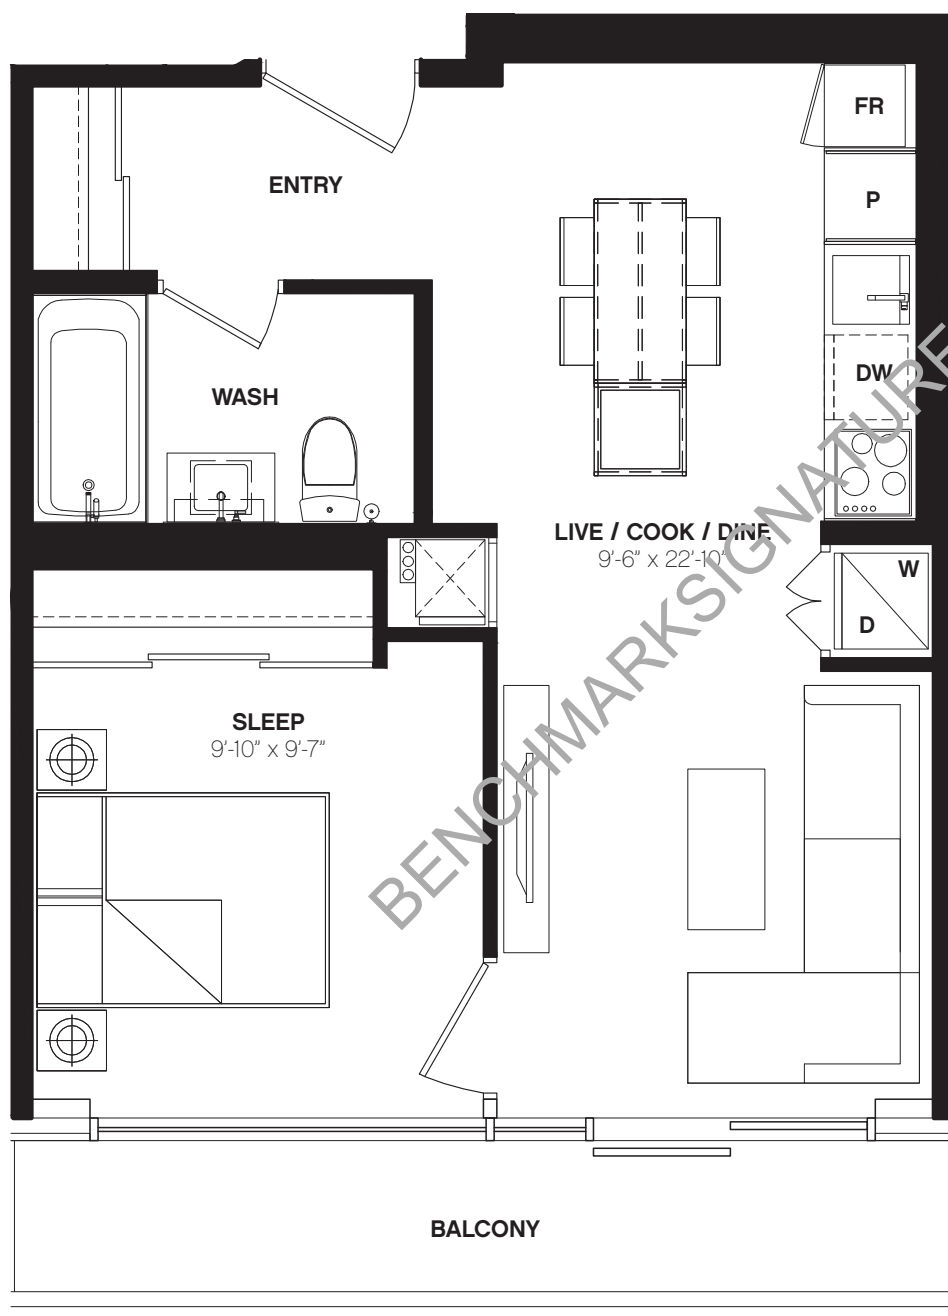 FR
ENTRY
P
WASH
DW
LIVE / COOK / DINE
9'-6" x 22'-10"
W
D
SLEEP
9'-10" x 9'-7"
BENCHMARKSIGNATURE
BALCONY